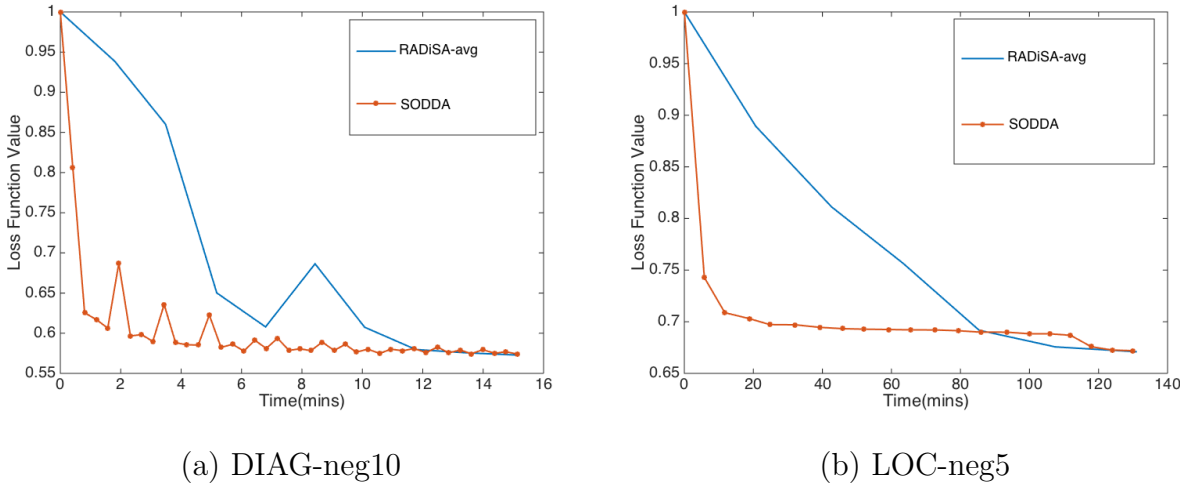 1
0.95
0.9
0.85
0.8
0.75
0.7
0.65
0.6
0.55
Loss Function Value
0 2 4 6 8 10 12 14 16
Time(mins)
RADiSA-avg
SODDA
(a) DIAG-neg10
1
0.95
0.9
0.85
0.8
0.75
0.7
0.65
Loss Function Value
0 20 40 60 80 100 120 140
Time(mins)
RADiSA-avg
SODDA
(b) LOC-neg5